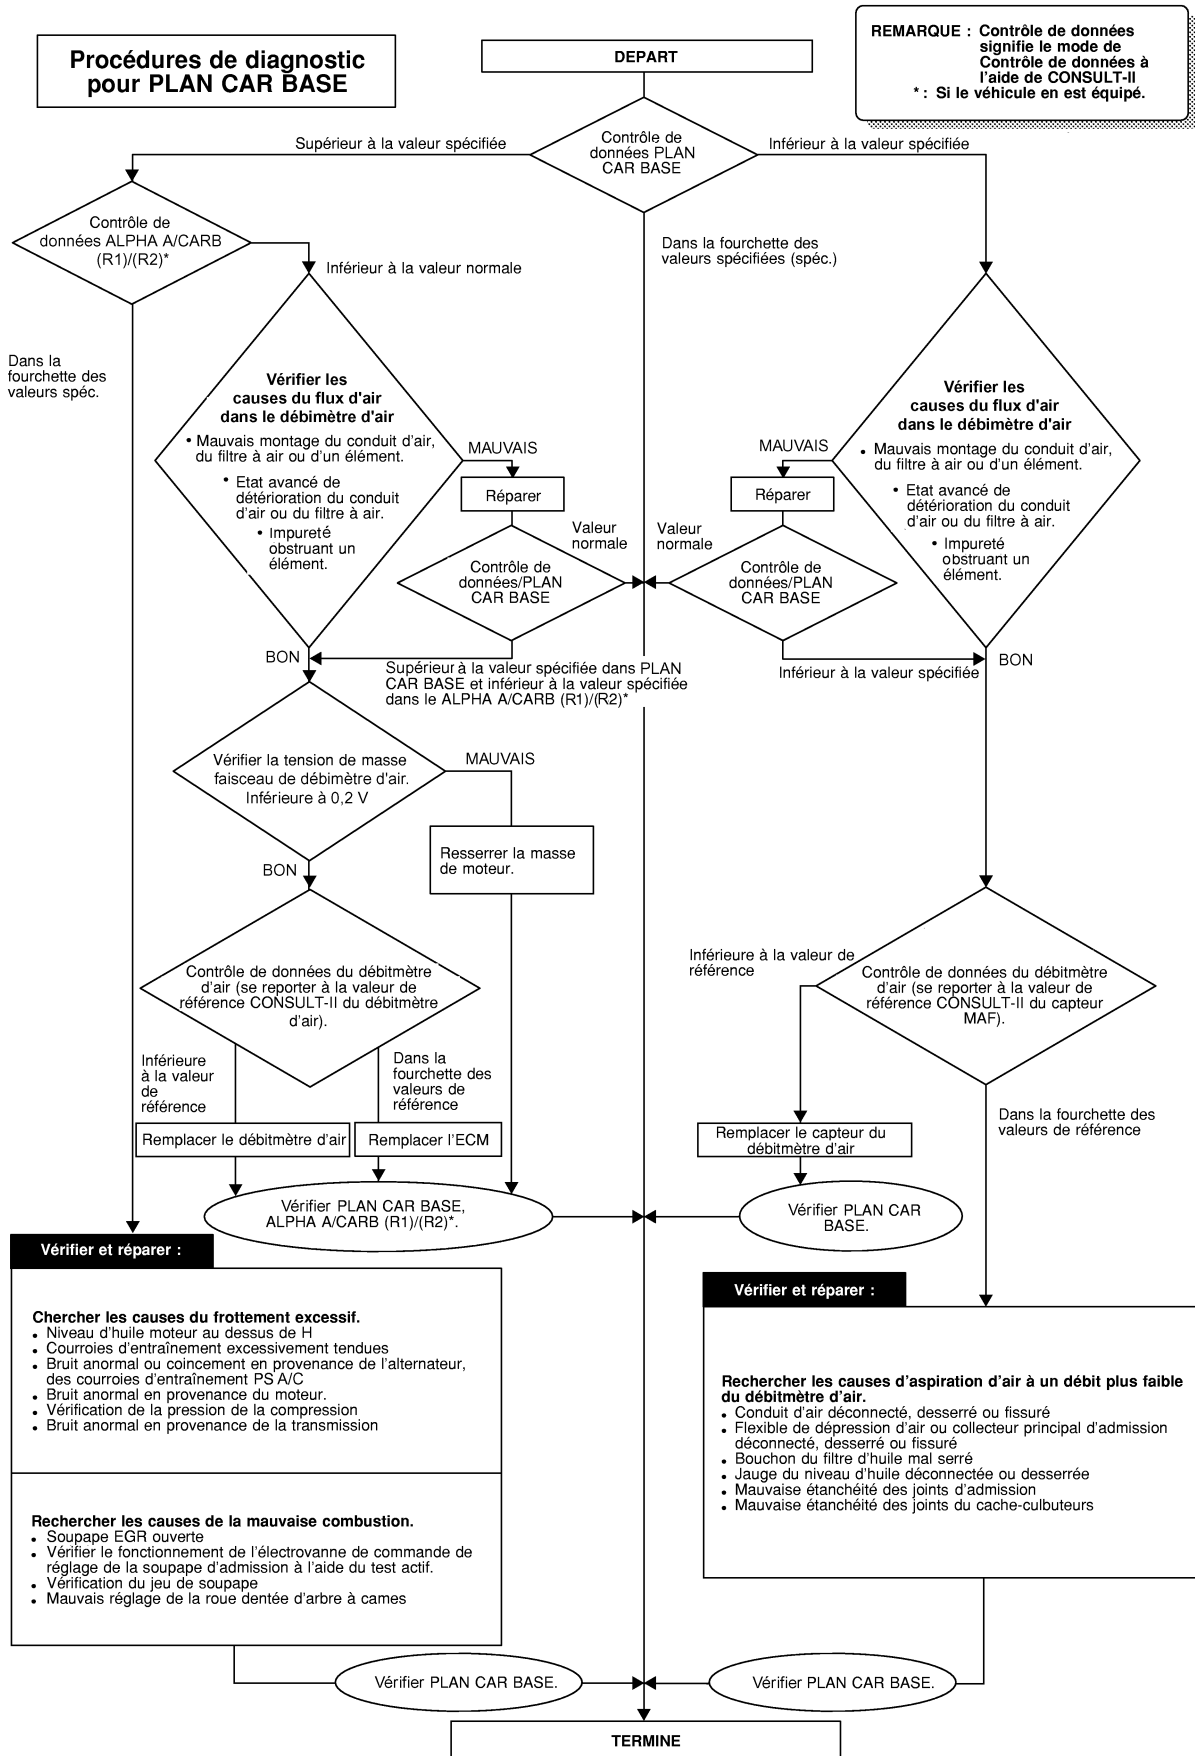 Procédures de diagnostic
pour PLAN CAR BASE
DEPART
REMARQUE : Contrôle de données
signifie le mode de
Contrôle de données à
l'aide de CONSULT-II
* : Si le véhicule en est équipé.
Supérieur à la valeur spécifiée
Contrôle de
données PLAN
CAR BASE
Inférieur à la valeur spécifiée
Contrôle de
données ALPHA A/CARB
(R1)/(R2)*
Inférieur à la valeur normale
Dans la fourchette des
valeurs spécifiées (spéc.)
Dans la
fourchette des
valeurs spéc.
Vérifier les
causes du flux d'air
dans le débimètre d'air
• Mauvais montage du conduit d'air,
du filtre à air ou d'un élément.
• Etat avancé de
détérioration du conduit
d'air ou du filtre à air.
• Impureté
obstruant un
élément.
MAUVAIS
Réparer
Valeur
normale
Contrôle de
données/PLAN
CAR BASE
MAUVAIS
Réparer
Valeur
normale
Contrôle de
données/PLAN
CAR BASE
Vérifier les
causes du flux d'air
dans le débimètre d'air
• Mauvais montage du conduit d'air,
du filtre à air ou d'un élément.
• Etat avancé de
détérioration du conduit
d'air ou du filtre à air.
• Impureté
obstruant un
élément.
BON
Supérieur à la valeur spécifiée dans PLAN
CAR BASE et inférieur à la valeur spécifiée
dans le ALPHA A/CARB (R1)/(R2)*
Inférieur à la valeur spécifiée
BON
Vérifier la tension de masse
faisceau de débimètre d'air.
Inférieure à 0,2 V
MAUVAIS
Resserrer la masse
de moteur.
BON
Contrôle de données du débitmètre
d'air (se reporter à la valeur de
référence CONSULT-II du débitmètre
d'air).
Inférieure à la valeur de
référence
Contrôle de données du débitmètre
d'air (se reporter à la valeur de
référence CONSULT-II du capteur
MAF).
Inférieure
à la valeur
de
référence
Dans la
fourchette des
valeurs de
référence
Dans la fourchette des
valeurs de référence
Remplacer le débitmètre d'air
Remplacer l'ECM
Remplacer le capteur du
débitmètre d'air
Vérifier PLAN CAR BASE,
ALPHA A/CARB (R1)/(R2)*.
Vérifier PLAN CAR
BASE.
Vérifier et réparer :
Chercher les causes du frottement excessif.
• Niveau d'huile moteur au dessus de H
• Courroies d'entraînement excessivement tendues
• Bruit anormal ou coincement en provenance de l'alternateur,
des courroies d'entraînement PS A/C
• Bruit anormal en provenance du moteur.
• Vérification de la pression de la compression
• Bruit anormal en provenance de la transmission
Rechercher les causes de la mauvaise combustion.
• Soupape EGR ouverte
• Vérifier le fonctionnement de l'électrovanne de commande de
réglage de la soupape d'admission à l'aide du test actif.
• Vérification du jeu de soupape
• Mauvais réglage de la roue dentée d'arbre à cames
Vérifier et réparer :
Rechercher les causes d'aspiration d'air à un débit plus faible
du débitmètre d'air.
• Conduit d'air déconnecté, desserré ou fissuré
• Flexible de dépression d'air ou collecteur principal d'admission
déconnecté, desserré ou fissuré
• Bouchon du filtre d'huile mal serré
• Jauge du niveau d'huile déconnectée ou desserrée
• Mauvaise étanchéité des joints d'admission
• Mauvaise étanchéité des joints du cache-culbuteurs
Vérifier PLAN CAR BASE.
Vérifier PLAN CAR BASE.
TERMINE